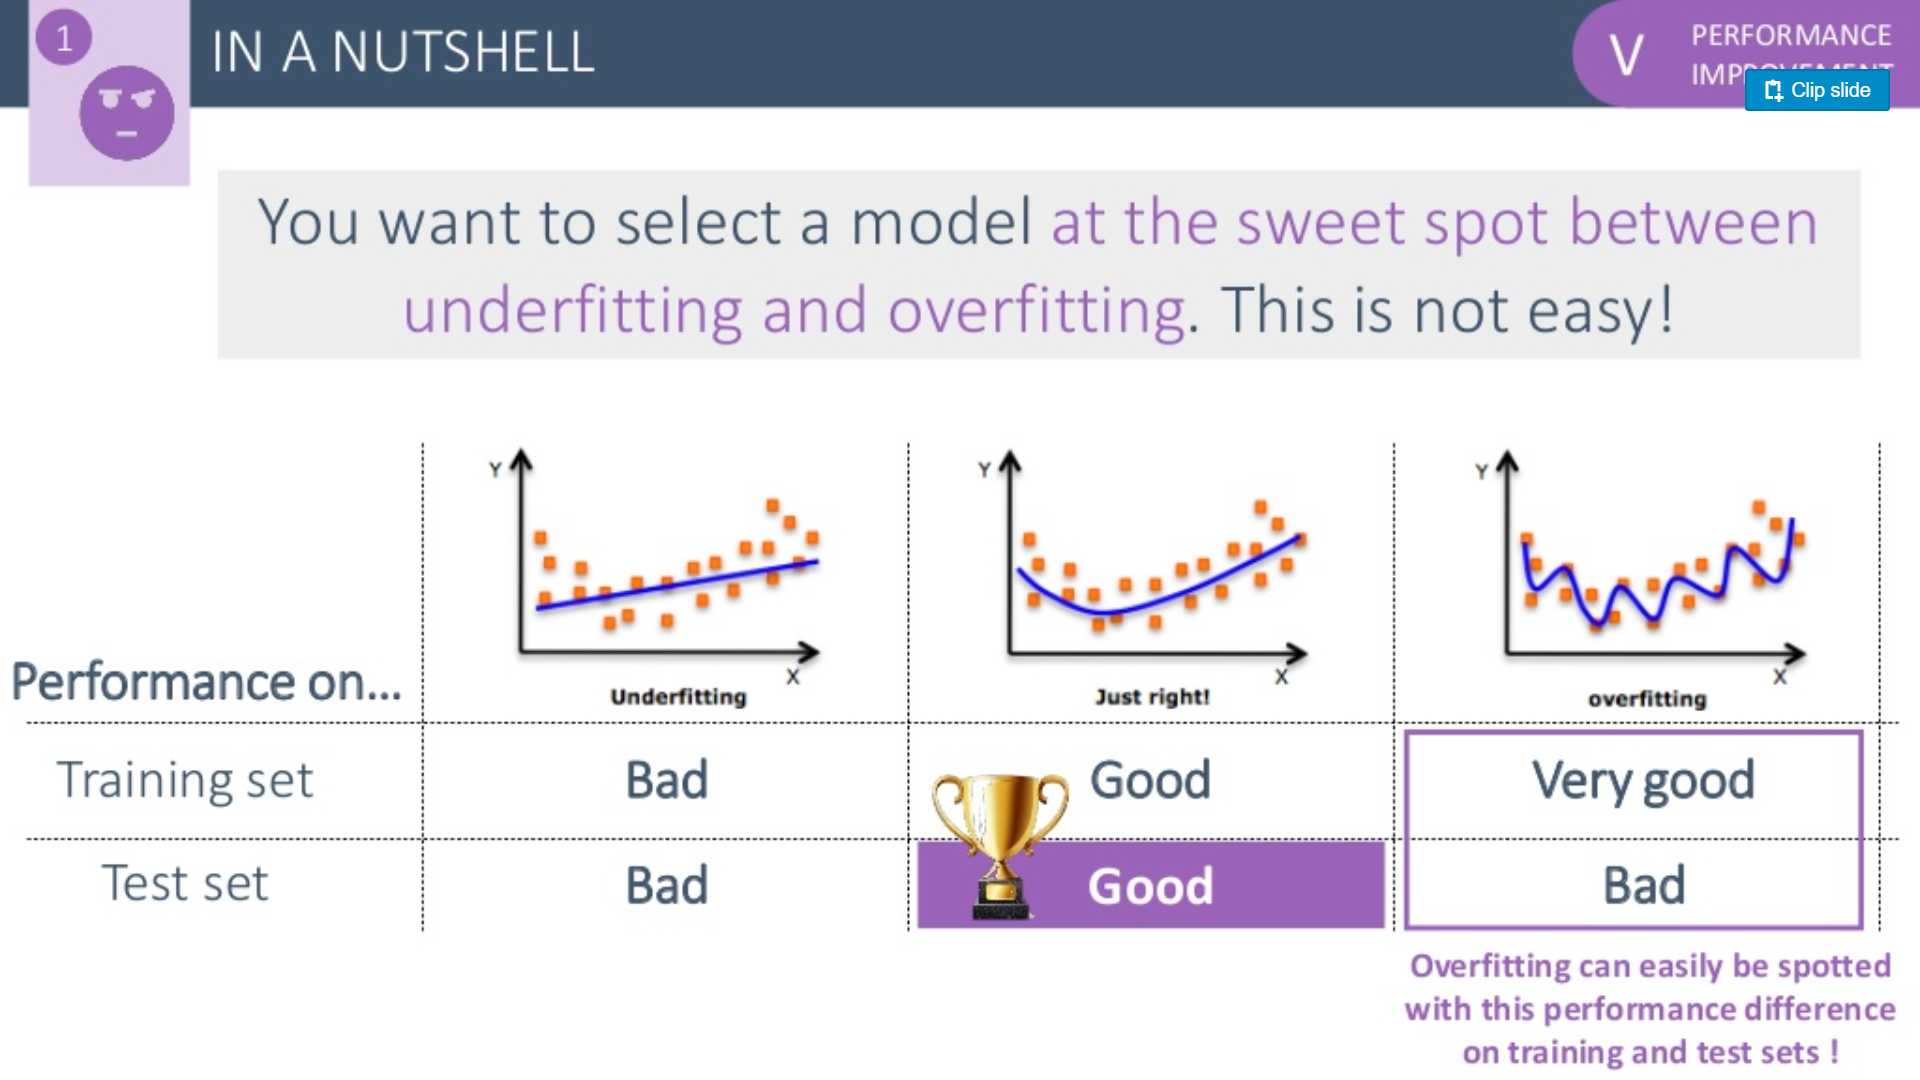 1
IN A NUTSHELL
V
PERFORMANCE
Clip slide
You want to select a model at the sweet spot between
underfitting and overfitting. This is not easy!
Y
X
Underfitting
Y
X
Just right!
Y
X
overfitting
Performance on...
Training set
Bad
Good
Very good
Test set
Bad
Good
Bad
Overfitting can easily be spotted
with this performance difference
on training and test sets !